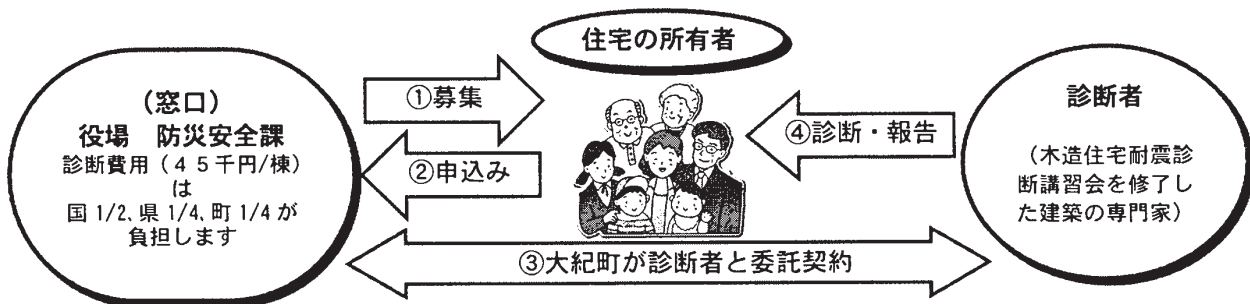 住宅の所有者
（窓口）
役場　防災安全課
診断費用（４５千円/棟）
は
国1/2、県1/4、町1/4が
負担します
①募集
②申込み
④診断・報告
診断者
（木造住宅耐震診
断講習会を修了し
た建築の専門家）
③大紀町が診断者と委託契約